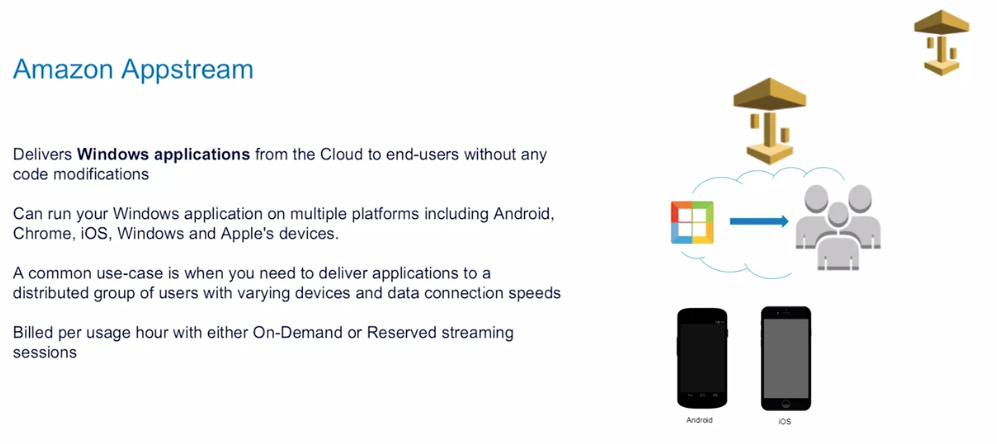 Amazon Appstream
Delivers Windows applications from the Cloud to end-users without any
code modifications
Can run your Windows application on multiple platforms including Android,
Chrome, iOS, Windows and Apple's devices.
A common use-case is when you need to deliver applications to a
distributed group of users with varying devices and data connection speeds
Billed per usage hour with either On-Demand or Reserved streaming
sessions
Android
iOS